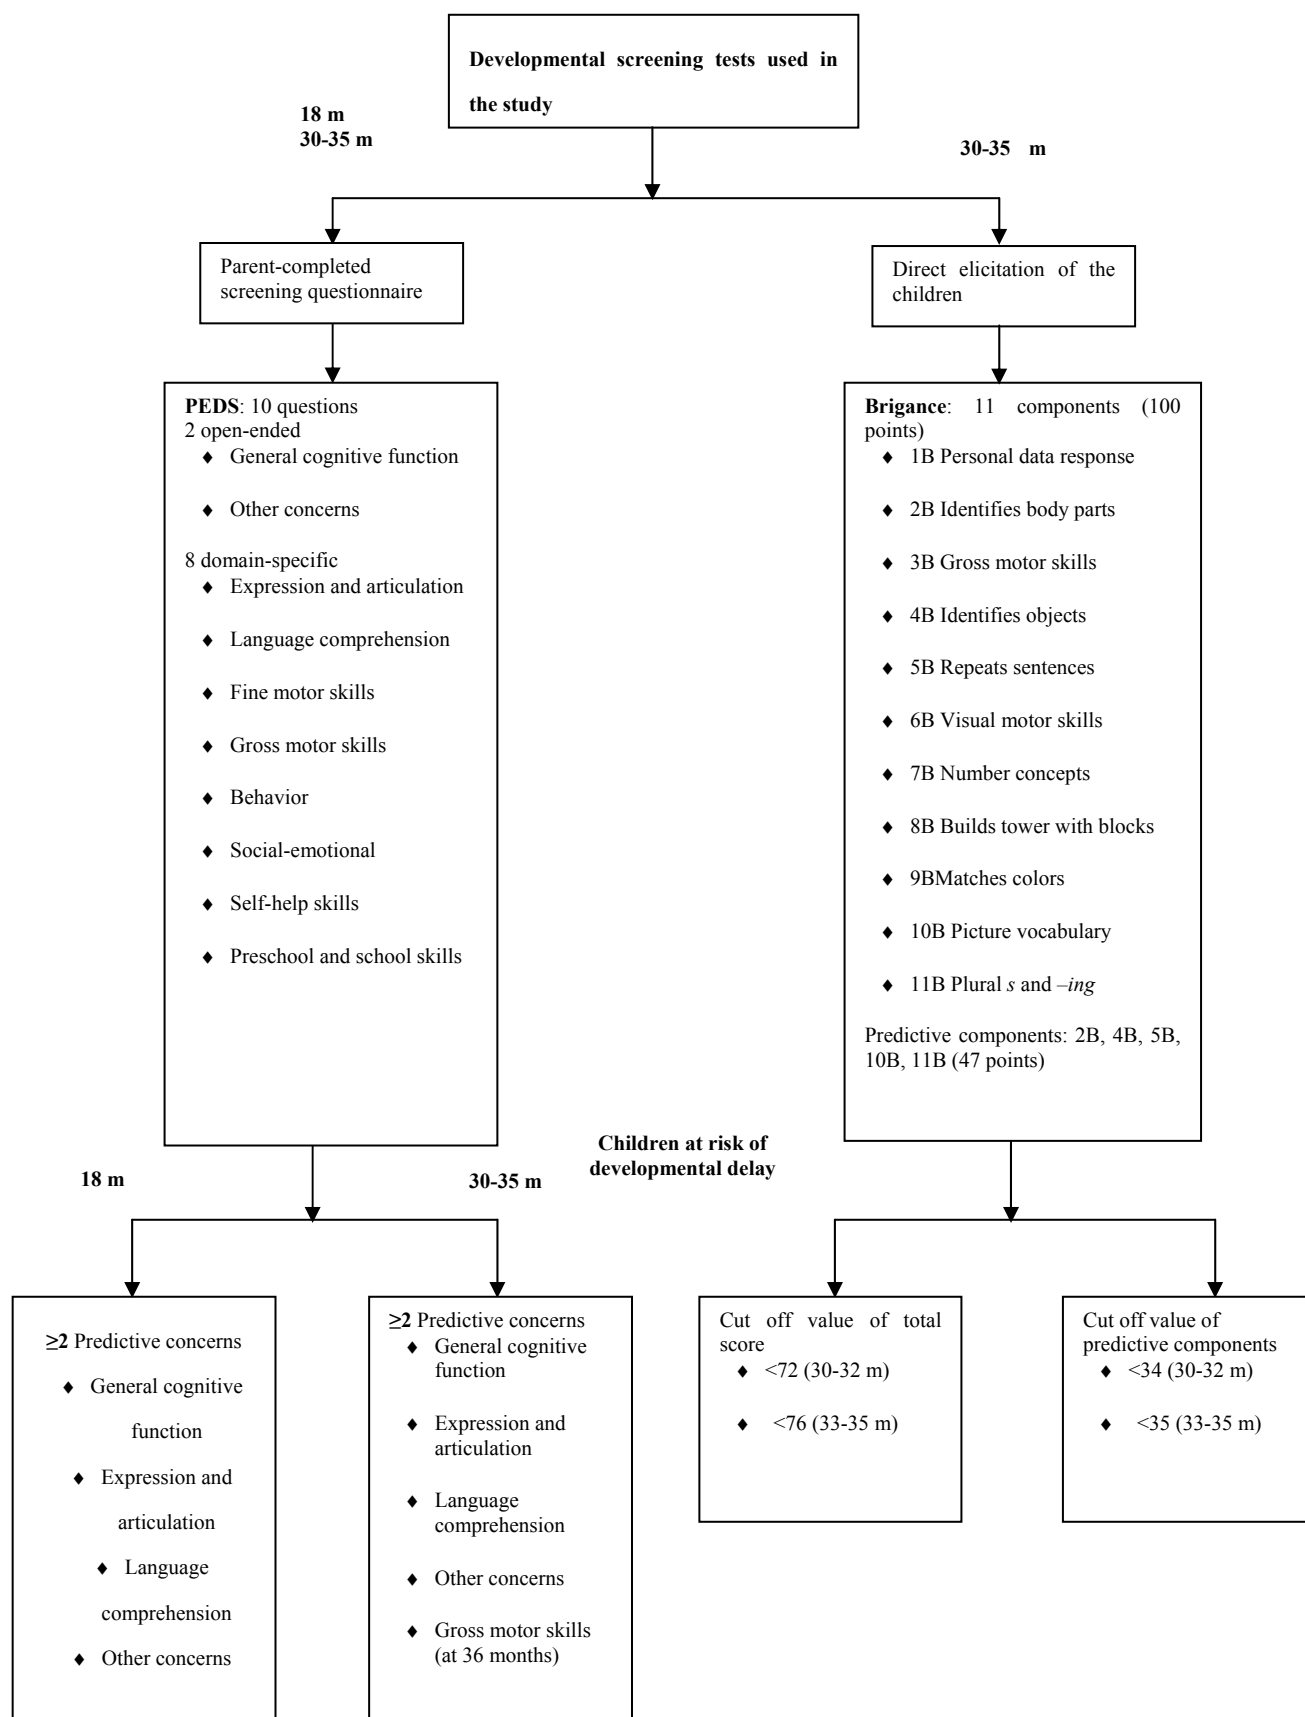 Developmental screening tests used in
the study
18 m
30-35 m
30-35 m
Parent-completed
screening questionnaire
Direct elicitation of the
children
PEDS: 10 questions
2 open-ended
♦ General cognitive function
♦ Other concerns
8 domain-specific
♦ Expression and articulation
♦ Language comprehension
♦ Fine motor skills
♦ Gross motor skills
♦ Behavior
♦ Social-emotional
♦ Self-help skills
♦ Preschool and school skills
Brigance: 11 components (100
points)
♦ 1B Personal data response
♦ 2B Identifies body parts
♦ 3B Gross motor skills
♦ 4B Identifies objects
♦ 5B Repeats sentences
♦ 6B Visual motor skills
♦ 7B Number concepts
♦ 8B Builds tower with blocks
♦ 9BMatches colors
♦ 10B Picture vocabulary
♦ 11B Plural s and –ing
Predictive components: 2B, 4B, 5B,
10B, 11B (47 points)
Children at risk of
developmental delay
18 m
30-35 m
≥2 Predictive concerns
♦ General cognitive
function
♦ Expression and
articulation
♦ Language
comprehension
♦ Other concerns
≥2 Predictive concerns
♦ General cognitive
function
♦ Expression and
articulation
♦ Language
comprehension
♦ Other concerns
♦ Gross motor skills
(at 36 months)
Cut off value of total
score
♦ <72 (30-32 m)
♦ <76 (33-35 m)
Cut off value of
predictive components
♦ <34 (30-32 m)
♦ <35 (33-35 m)